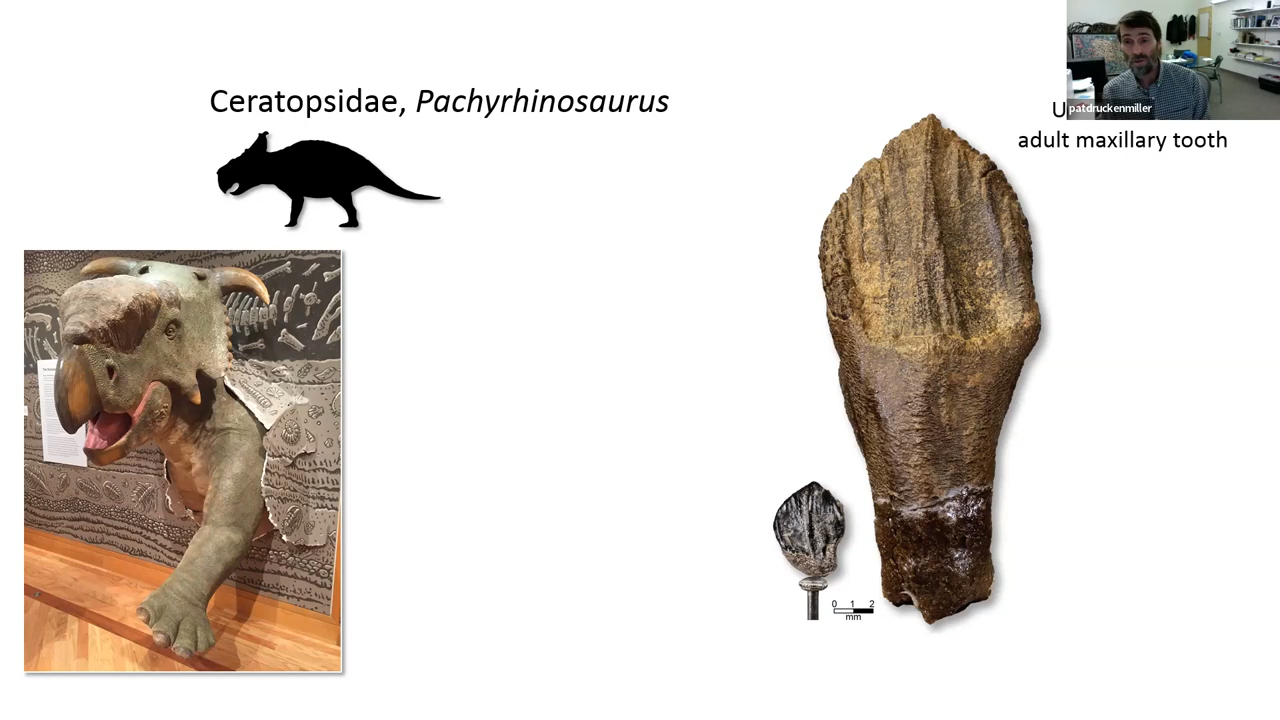 Ceratopsidae, Pachyrhinosaurus
patdruckenmiller
adult maxillary tooth
0 1 2
mm